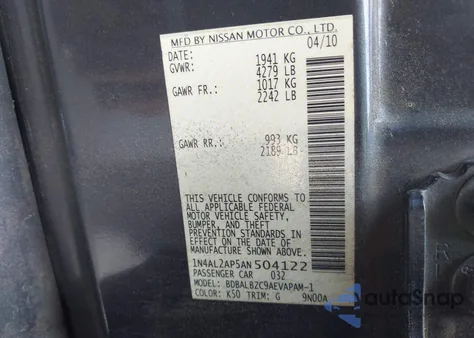 MFD BY NISSAN MOTOR CO., LTD.
DATE: 04/10
GVWR: 1941 KG
4279 LB
GAWR FR.: 1017 KG
2242 LB
GAWR RR.: 993 KG
2189 LB
THIS VEHICLE CONFORMS TO
ALL APPLICABLE FEDERAL
MOTOR VEHICLE SAFETY,
BUMPER, AND THEFT
PREVENTION STANDARDS IN
EFFECT ON THE DATE OF
MANUFACTURE SHOWN ABOVE.
1N4AL2AP5AN504122
PASSENGER CAR 032
MODEL: BDBALBZC9AEVAPAM-1
COLOR: K50 TRIM: G 9N00A
AutoSnap